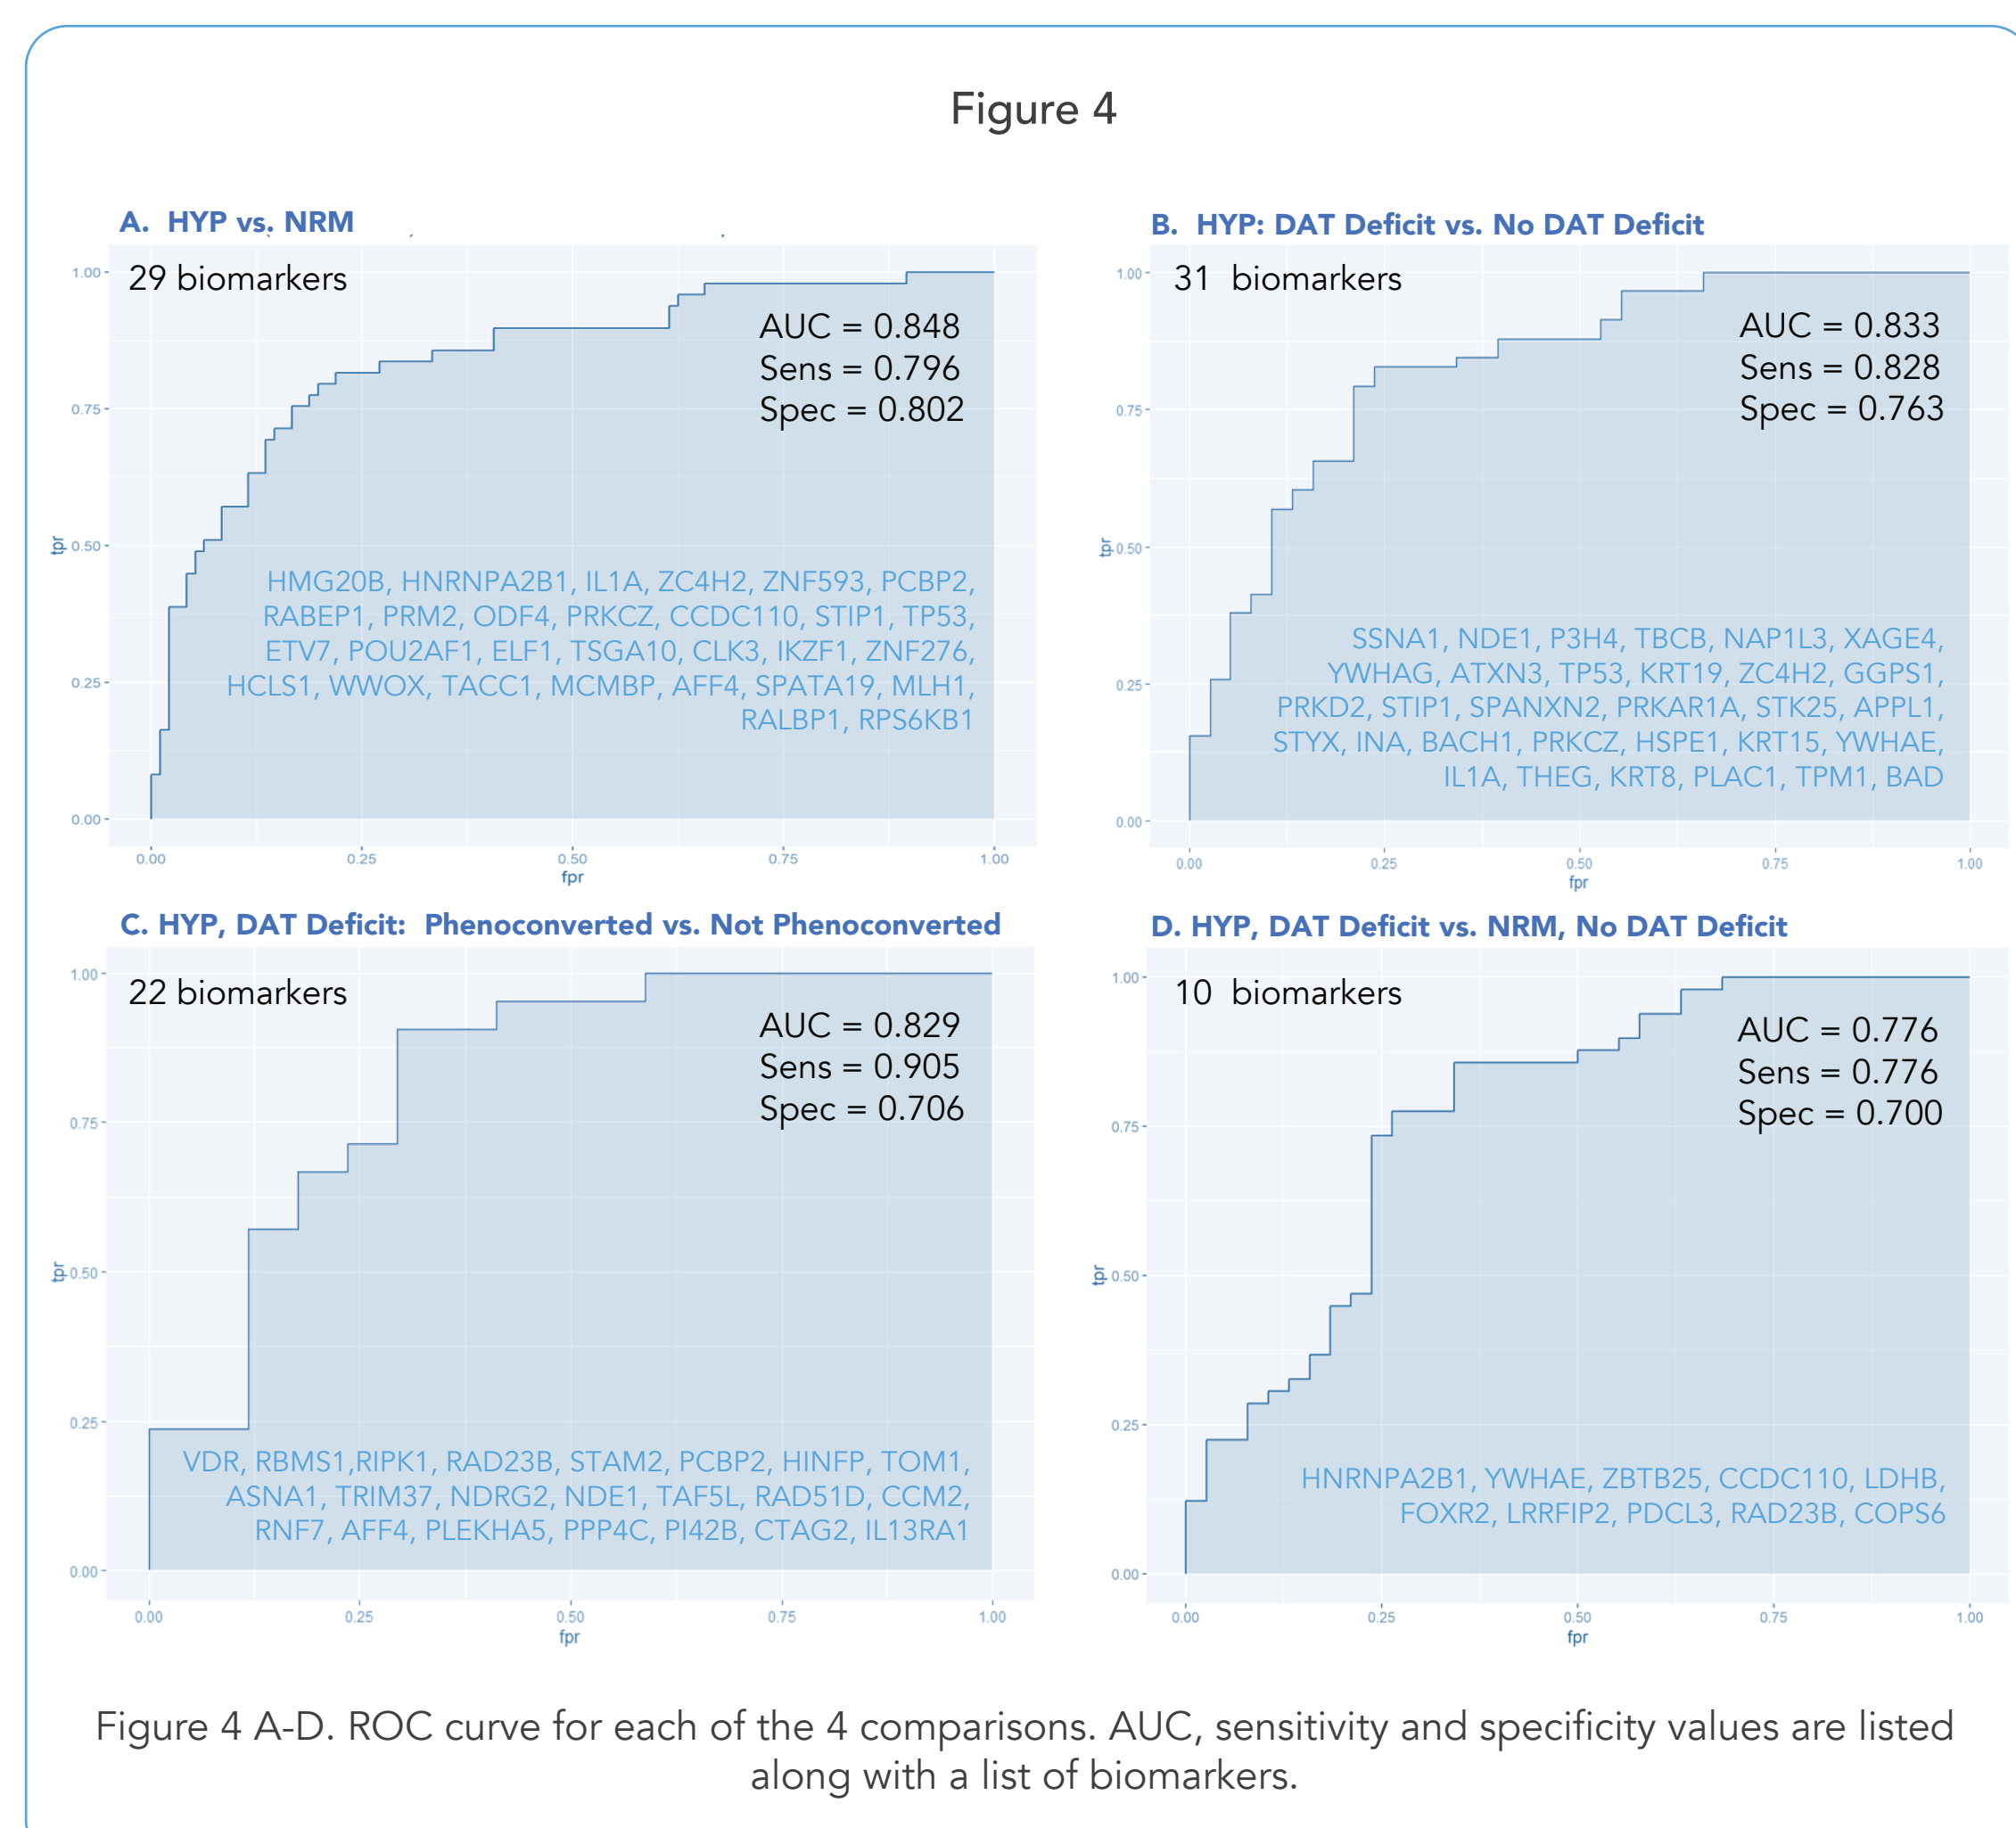 Figure 4
A. HYP vs. NRM
29 biomarkers
AUC = 0.848
Sens = 0.796
Spec = 0.802
HMG20B, HNRNPA2B1, IL1A, ZC4H2, ZNF593, PCBP2,
RABEP1, PRM2, ODF4, PRKCZ, CCDC110, STIP1, TP53,
ETV7, POU2AF1, ELF1, TSGA10, CLK3, IKZF1, ZNF276,
HCLS1, WWOX, TACC1, MCMBP, AFF4, SPATA19, MLH1,
RALBP1, RPS6KB1
tpr
1.00
0.75
0.50
0.25
0.00
0.00 0.25 0.50 0.75 1.00
fpr
B. HYP: DAT Deficit vs. No DAT Deficit
31 biomarkers
AUC = 0.833
Sens = 0.828
Spec = 0.763
SSNA1, NDE1, P3H4, TBCB, NAP1L3, XAGE4,
YWHAG, ATXN3, TP53, KRT19, ZC4H2, GGPS1,
PRKD2, STIP1, SPANXN2, PRKAR1A, STK25, APPL1,
STYX, INA, BACH1, PRKCZ, HSPE1, KRT15, YWHAE,
IL1A, THEG, KRT8, PLAC1, TPM1, BAD
tpr
1.00
0.75
0.50
0.25
0.00
0.00 0.25 0.50 0.75 1.00
fpr
C. HYP, DAT Deficit: Phenoconverted vs. Not Phenoconverted
22 biomarkers
AUC = 0.829
Sens = 0.905
Spec = 0.706
VDR, RBMS1,RIPK1, RAD23B, STAM2, PCBP2, HINFP, TOM1,
ASNA1, TRIM37, NDRG2, NDE1, TAF5L, RAD51D, CCM2,
RNF7, AFF4, PLEKHA5, PPP4C, PI42B, CTAG2, IL13RA1
tpr
1.00
0.75
0.50
0.25
0.00
0.00 0.25 0.50 0.75 1.00
fpr
D. HYP, DAT Deficit vs. NRM, No DAT Deficit
10 biomarkers
AUC = 0.776
Sens = 0.776
Spec = 0.700
HNRNPA2B1, YWHAE, ZBTB25, CCDC110, LDHB,
FOXR2, LRRFIP2, PDCL3, RAD23B, COPS6
tpr
1.00
0.75
0.50
0.25
0.00
0.00 0.25 0.50 0.75 1.00
fpr
Figure 4 A-D. ROC curve for each of the 4 comparisons. AUC, sensitivity and specificity values are listed
along with a list of biomarkers.